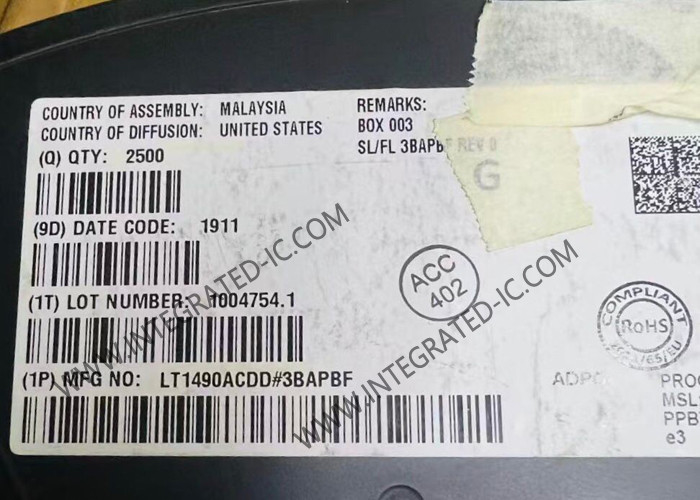 COUNTRY OF ASSEMBLY: MALAYSIA
COUNTRY OF DIFFUSION: UNITED STATES
REMARKS:
BOX 003
SL/FL 3BAPBF REV 0
G
(Q) QTY: 2500
(9D) DATE CODE: 1911
(1T) LOT NUMBER: 1004754.1
(1P) MFG NO: LT1490ACDD#3BAPBF
ACC
402
COMPLIANT
RoHS
MSL
PPB
e3
WWW.INTEGRATED-IC.COM
WWW.INTEGRATED-IC.COM